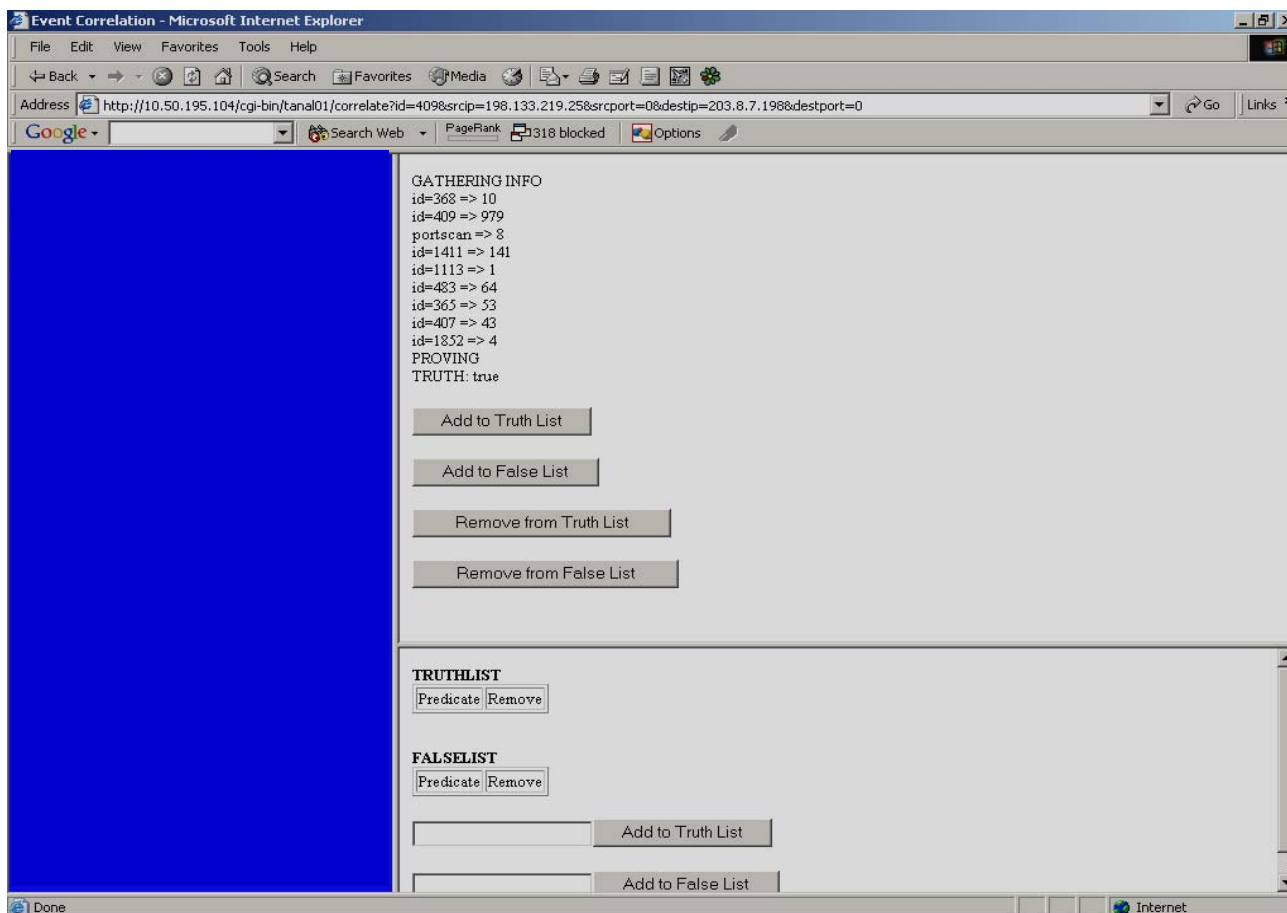 Event Correlation - Microsoft Internet Explorer
File Edit View Favorites Tools Help
Back Search Favorites Media
Address http://10.50.195.104/cgi-bin/tanal01/correlate?id=409&srcip=198.133.219.25&srcport=0&destip=203.8.7.198&destport=0 Go Links
Google Search Web PageRank 318 blocked Options
GATHERING INFO
id=368 => 10
id=409 => 979
portscan => 8
id=1411 => 141
id=1113 => 1
id=483 => 64
id=365 => 53
id=407 => 43
id=1852 => 4
PROVING
TRUTH: true
Add to Truth List
Add to False List
Remove from Truth List
Remove from False List
TRUTHLIST
Predicate Remove
FALSELIST
Predicate Remove
Add to Truth List
Add to False List
Done Internet